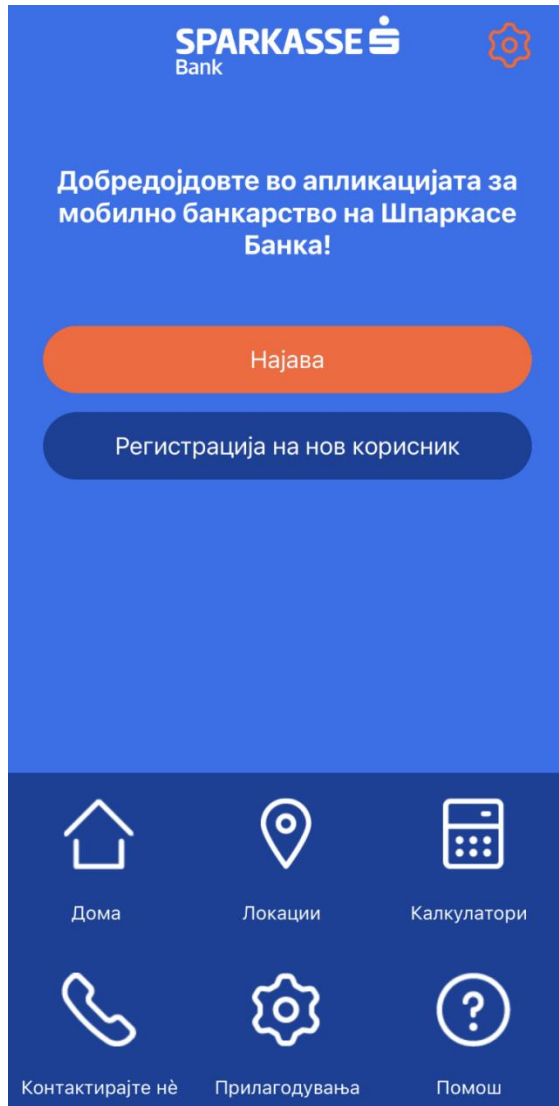 SPARKASSE
Bank
Добредојдовте во апликацијата за
мобилно банкарство на Шпаркасе
Банка!
Најава
Регистрација на нов корисник
Дома
Локации
Калкулатори
Контактирајте нѐ
Прилагодувања
Помош